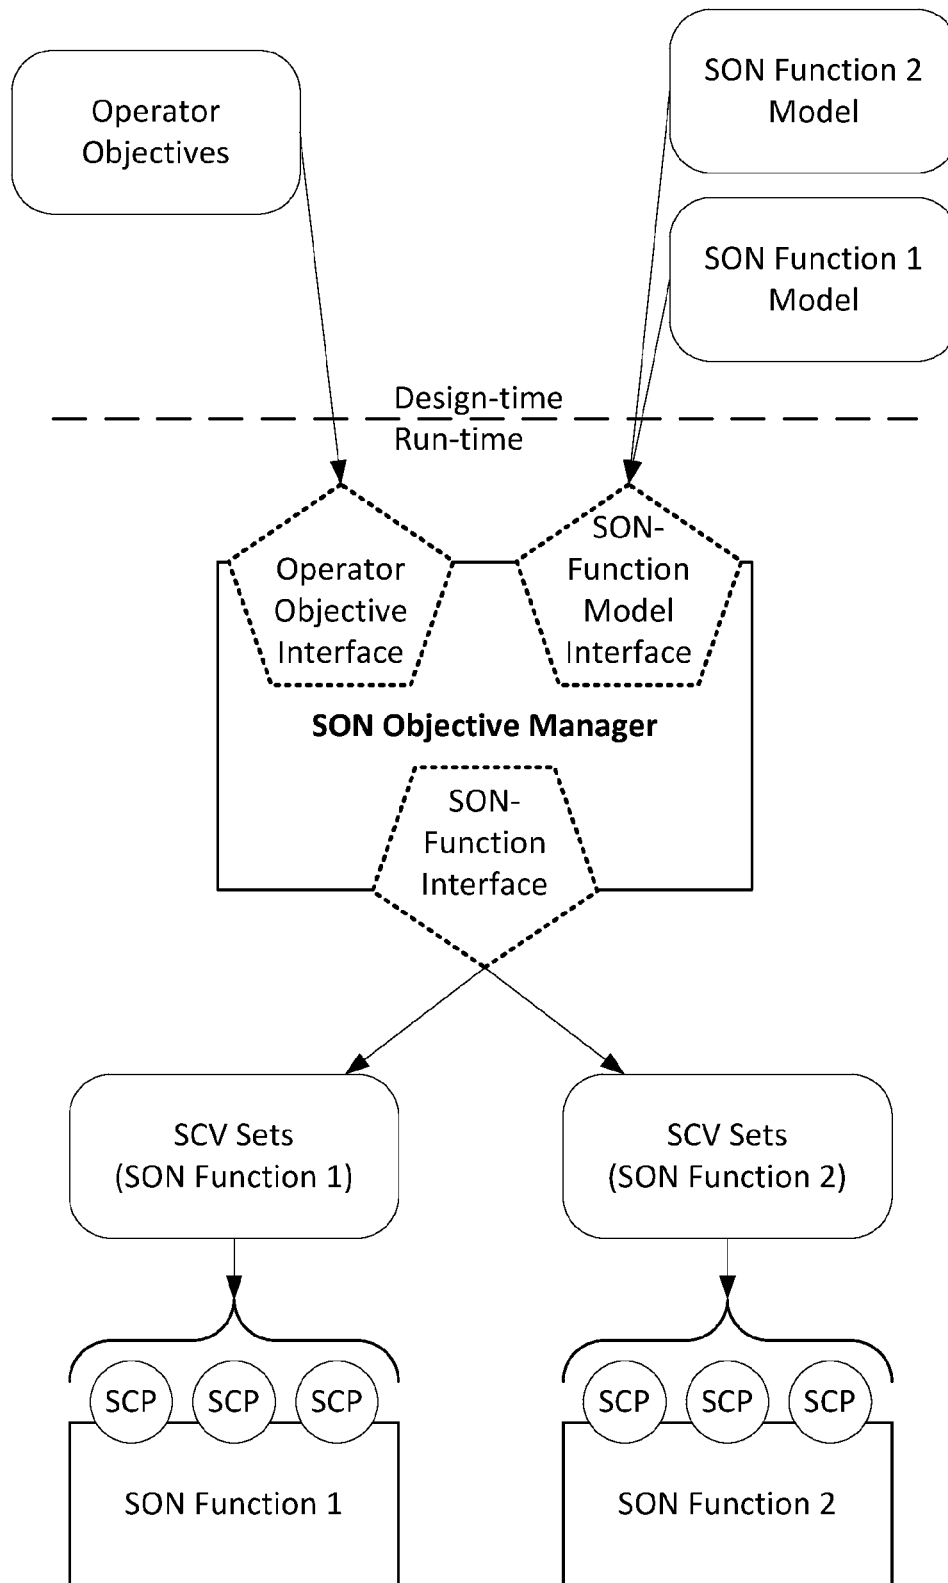 Operator
Objectives
SON Function 2
Model
SON Function 1
Model
Design-time
Run-time
Operator
Objective
Interface
SON-
Function
Model
Interface
SON Objective Manager
SON-
Function
Interface
SCV Sets
(SON Function 1)
SCV Sets
(SON Function 2)
SCP SCP SCP
SCP SCP SCP
SON Function 1
SON Function 2